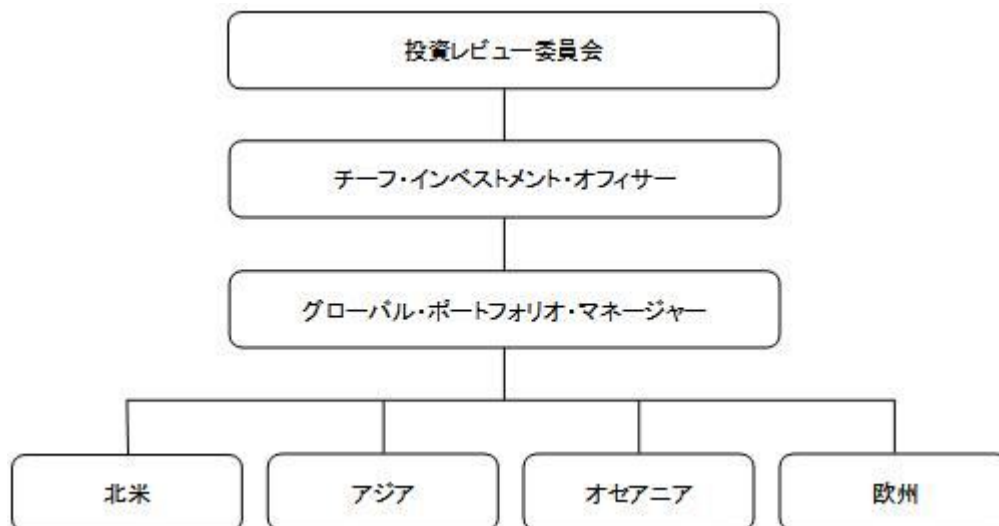 投資レビュー委員会
チーフ・インベストメント・オフィサー
グローバル・ポートフォリオ・マネージャー
北米
アジア
オセアニア
欧州